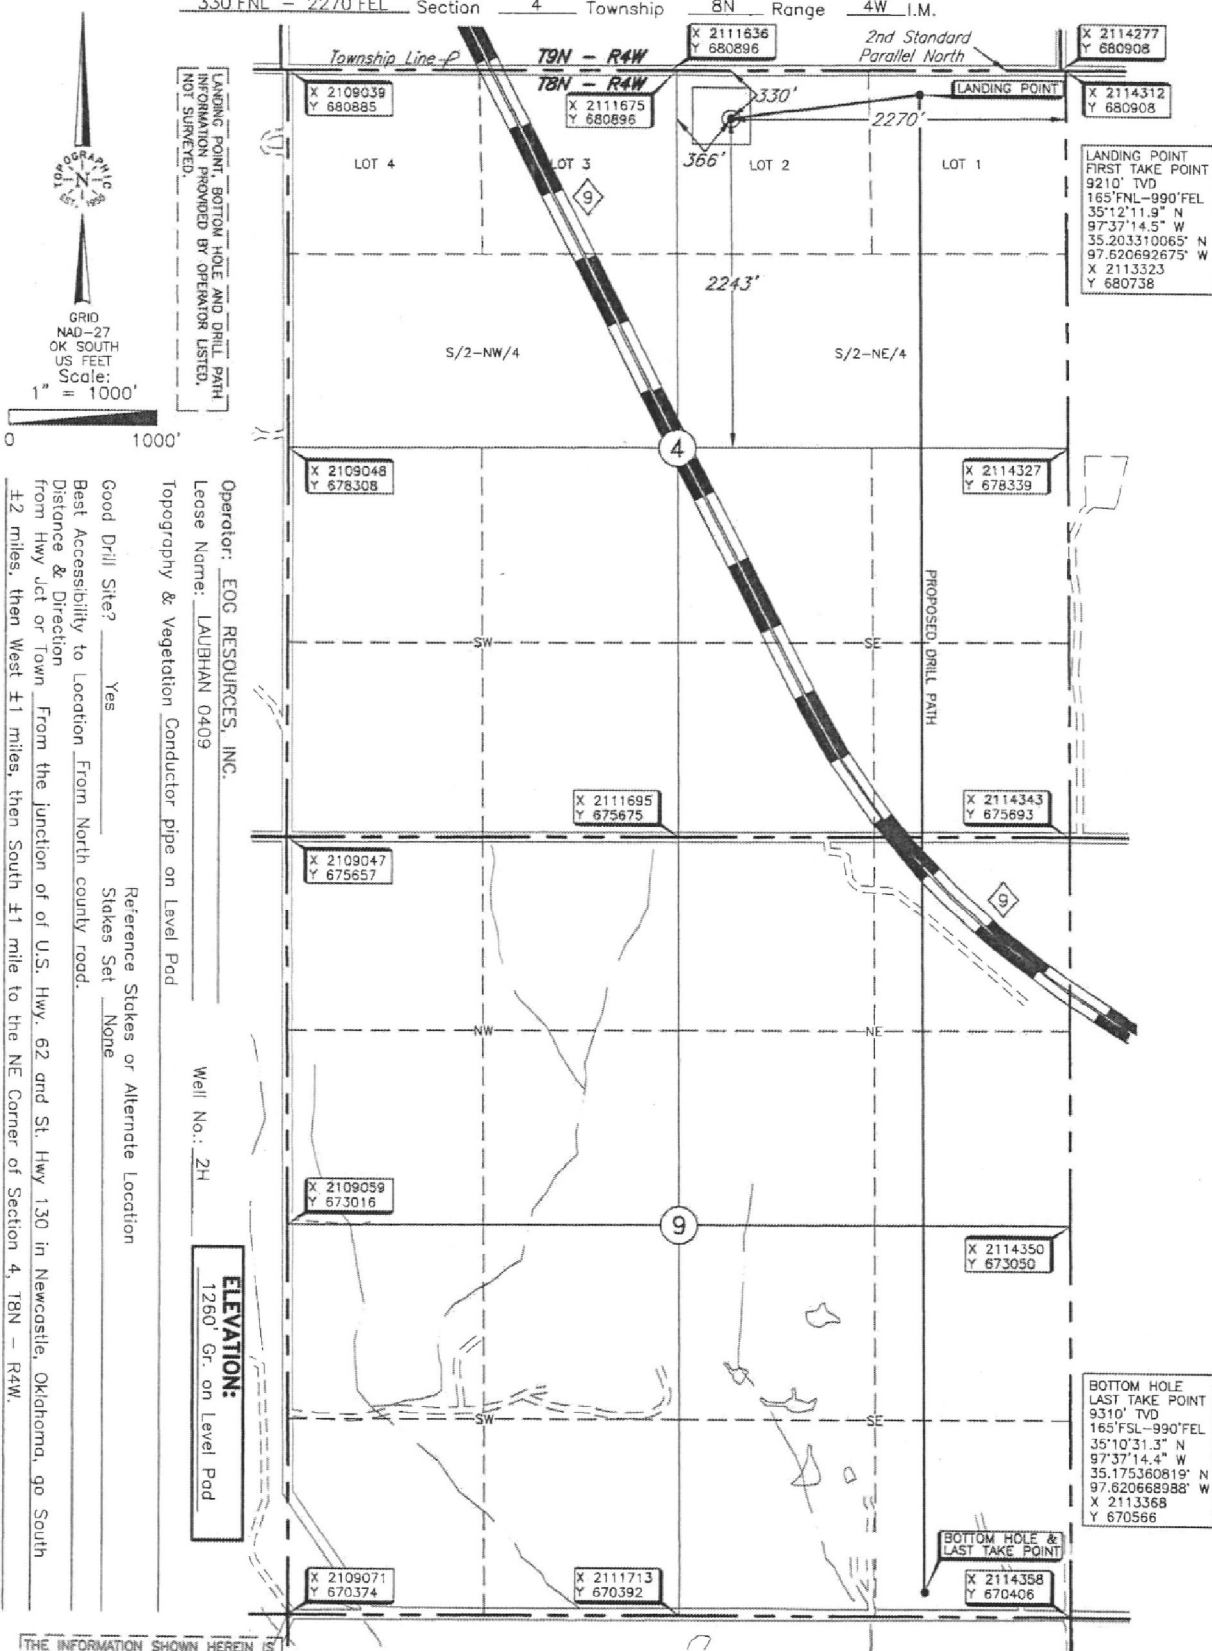 330'FNL - 2270'FEL Section 4 Township 8N Range 4W I.M.
X 2111636
Y 680896
2nd Standard
Parallel North
X 2114277
Y 680908
Township Line
T9N - R4W
T8N - R4W
X 2109039
Y 680885
X 2111675
Y 680896
330'
LANDING POINT
X 2114312
Y 680908
2270'
366'
LOT 4
LOT 3
LOT 2
LOT 1
9
LANDING POINT
FIRST TAKE POINT
9210' TVD
165'FNL-990'FEL
35°12'11.9" N
97°37'14.5" W
35.203310065° N
97.620692675° W
X 2113323
Y 680738
TOPOGRAPHIC
N
EST. 1950
LANDING POINT, BOTTOM HOLE AND DRILL PATH
INFORMATION PROVIDED BY OPERATOR LISTED,
NOT SURVEYED.
2243'
GRID
NAD-27
OK SOUTH
US FEET
Scale:
1" = 1000'
0 1000'
S/2-NW/4
S/2-NE/4
4
X 2109048
Y 678308
X 2114327
Y 678339
PROPOSED DRILL PATH
SW
SE
X 2111695
Y 675675
X 2114343
Y 675693
X 2109047
Y 675657
9
NW
NE
X 2109059
Y 673016
9
X 2114350
Y 673050
SW
SE
BOTTOM HOLE
LAST TAKE POINT
9310' TVD
165'FSL-990'FEL
35°10'31.3" N
97°37'14.4" W
35.175360819° N
97.620668988° W
X 2113368
Y 670566
BOTTOM HOLE &
LAST TAKE POINT
X 2109071
Y 670374
X 2111713
Y 670392
X 2114358
Y 670406
Operator: EOG RESOURCES, INC.
Lease Name: LAUBHAN 0409 Well No.: 2H
ELEVATION:
1260' Gr. on Level Pad
Topography & Vegetation Conductor pipe on Level Pad
Reference Stakes or Alternate Location
Good Drill Site? Yes Stakes Set None
Best Accessibility to Location From North county road.
Distance & Direction
from Hwy Jct or Town From the junction of of U.S. Hwy. 62 and St. Hwy 130 in Newcastle, Oklahoma, go South
±2 miles, then West ±1 miles, then South ±1 mile to the NE Corner of Section 4, T8N - R4W.
THE INFORMATION SHOWN HEREIN IS